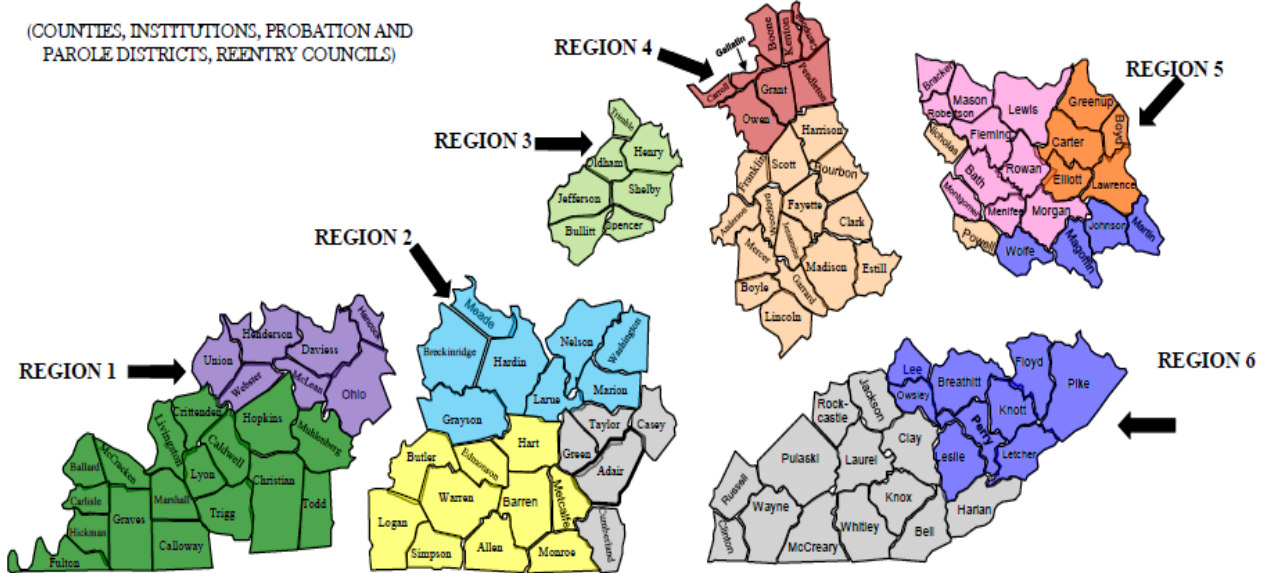 (COUNTIES, INSTITUTIONS, PROBATION AND
PAROLE DISTRICTS, REENTRY COUNCILS)
REGION 1
Union
Henderson
Daviess
Hancock
Webster
McLean
Ohio
Crittenden
Hopkins
Muhlenberg
Livingston
Caldwell
Lyon
Christian
Todd
Ballard
McCracken
Carlisle
Graves
Marshall
Trigg
Hickman
Calloway
Fulton
REGION 2
Meade
Breckinridge
Hardin
Nelson
Washington
Larue
Marion
Grayson
Hart
Taylor
Casey
Green
Adair
Butler
Edmonson
Warren
Barren
Metcalfe
Cumberland
Logan
Simpson
Allen
Monroe
REGION 3
Trimble
Oldham
Henry
Jefferson
Shelby
Bullitt
Spencer
REGION 4
Gallatin
Boone
Kenton
Carroll
Grant
Pendleton
Owen
Harrison
Franklin
Scott
Bourbon
Anderson
Woodford
Fayette
Clark
Jessamine
Mercer
Madison
Estill
Boyle
Garrard
Lincoln
REGION 5
Bracken
Mason
Robertson
Lewis
Greenup
Boyd
Nicholas
Fleming
Carter
Rowan
Bath
Elliott
Lawrence
Montgomer
Menifee
Morgan
Powell
Wolfe
Magoffin
Johnson
Martin
REGION 6
Lee
Owsley
Breathitt
Floyd
Pike
Knott
Perry
Leslie
Letcher
Rock-
castle
Jackson
Clay
Pulaski
Laurel
Russell
Wayne
Knox
Clinton
McCreary
Whitley
Bell
Harlan